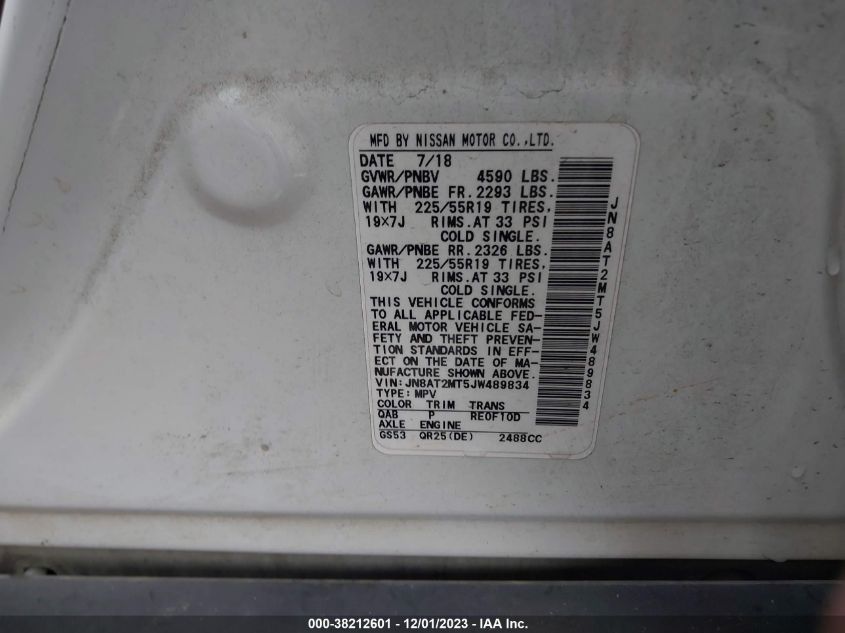 MFD BY NISSAN MOTOR CO.,LTD.
DATE 7/18
GVWR/PNBV 4590 LBS.
GAWR/PNBE FR. 2293 LBS.
WITH 225/55R19 TIRES,
19×7J RIMS.AT 33 PSI
COLD SINGLE.
GAWR/PNBE RR. 2326 LBS.
WITH 225/55R19 TIRES,
19×7J RIMS.AT 33 PSI
COLD SINGLE.
THIS VEHICLE CONFORMS
TO ALL APPLICABLE FED-
ERAL MOTOR VEHICLE SA-
FETY AND THEFT PREVEN-
TION STANDARDS IN EFF-
ECT ON THE DATE OF MA-
NUFACTURE SHOWN ABOVE.
VIN:JN8AT2MT5JW489834
TYPE:MPV
COLOR TRIM TRANS
QAB P RE0F10D
AXLE ENGINE
GS53 QR25(DE) 2488CC
JN8AT2MT5JW489834
000-38212601 - 12/01/2023 - IAA Inc.